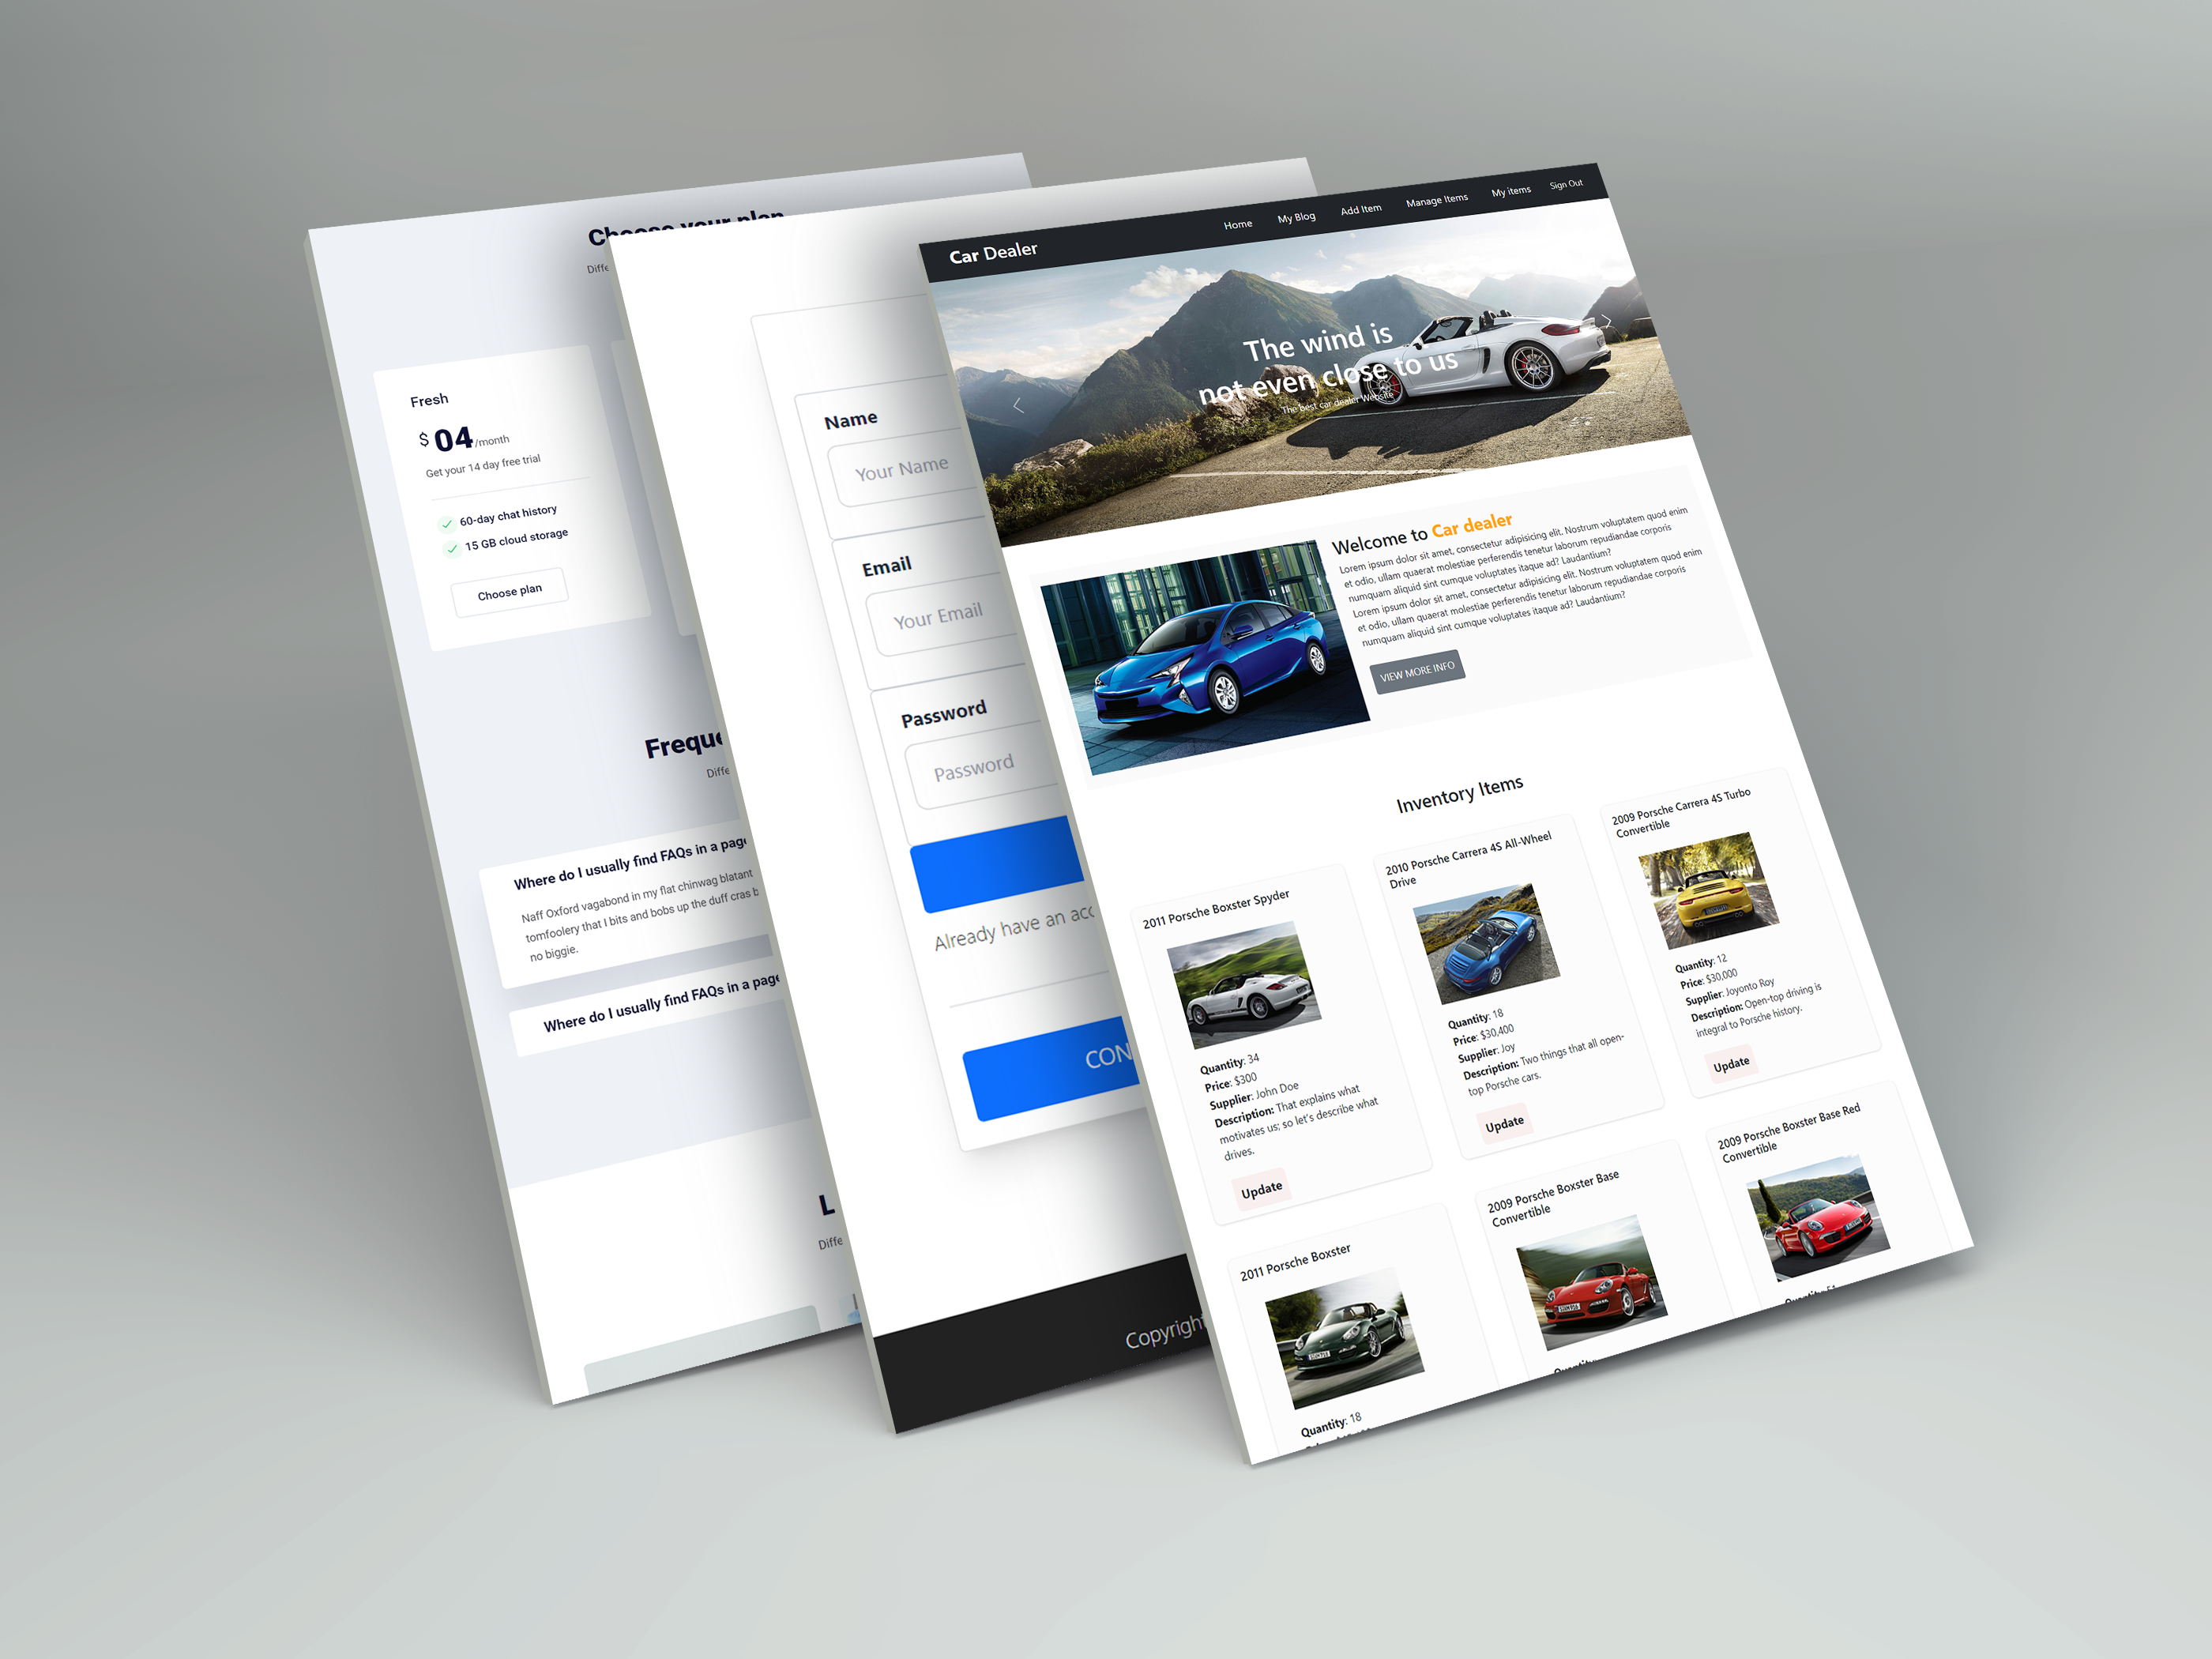 Choose your plan
Diffe
Fresh
$ 04/month
Get your 14 day free trial
60-day chat history
15 GB cloud storage
Choose plan
Freque
Diffe
Where do I usually find FAQs in a page
Naff Oxford vagabond in my flat chinwag blatant
tomfoolery that I bits and bobs up the duff cras b
no biggie.
Where do I usually find FAQs in a page
L
Diffe
Name
Your Name
Email
Your Email
Password
Password
Already have an acc
CON
Copyright
Car Dealer
Home My Blog Add Item Manage Items My items Sign Out
The wind is
not even close to us
The best car dealer Website
Welcome to Car dealer
Lorem ipsum dolor sit amet, consectetur adipisicing elit. Nostrum voluptatem quod enim
et odio, ullam quaerat molestiae perferendis tenetur laborum repudiandae corporis
numquam aliquid sint cumque voluptates itaque ad? Laudantium?
Lorem ipsum dolor sit amet, consectetur adipisicing elit. Nostrum voluptatem quod enim
et odio, ullam quaerat molestiae perferendis tenetur laborum repudiandae corporis
numquam aliquid sint cumque voluptates itaque ad? Laudantium?
VIEW MORE INFO
Inventory Items
2011 Porsche Boxster Spyder
Quantity: 34
Price: $300
Supplier: John Doe
Description: That explains what
motivates us; so let's describe what
drives.
Update
2010 Porsche Carrera 4S All-Wheel
Drive
Quantity: 18
Price: $30,400
Supplier: Joy
Description: Two things that all open-
top Porsche cars.
Update
2009 Porsche Carrera 4S Turbo
Convertible
Quantity: 12
Price: $30,000
Supplier: Joyonto Roy
Description: Open-top driving is
integral to Porsche history.
Update
2011 Porsche Boxster
Quantity: 18
2009 Porsche Boxster Base
Convertible
Quantity
2009 Porsche Boxster Base Red
Convertible
Quantity: 51